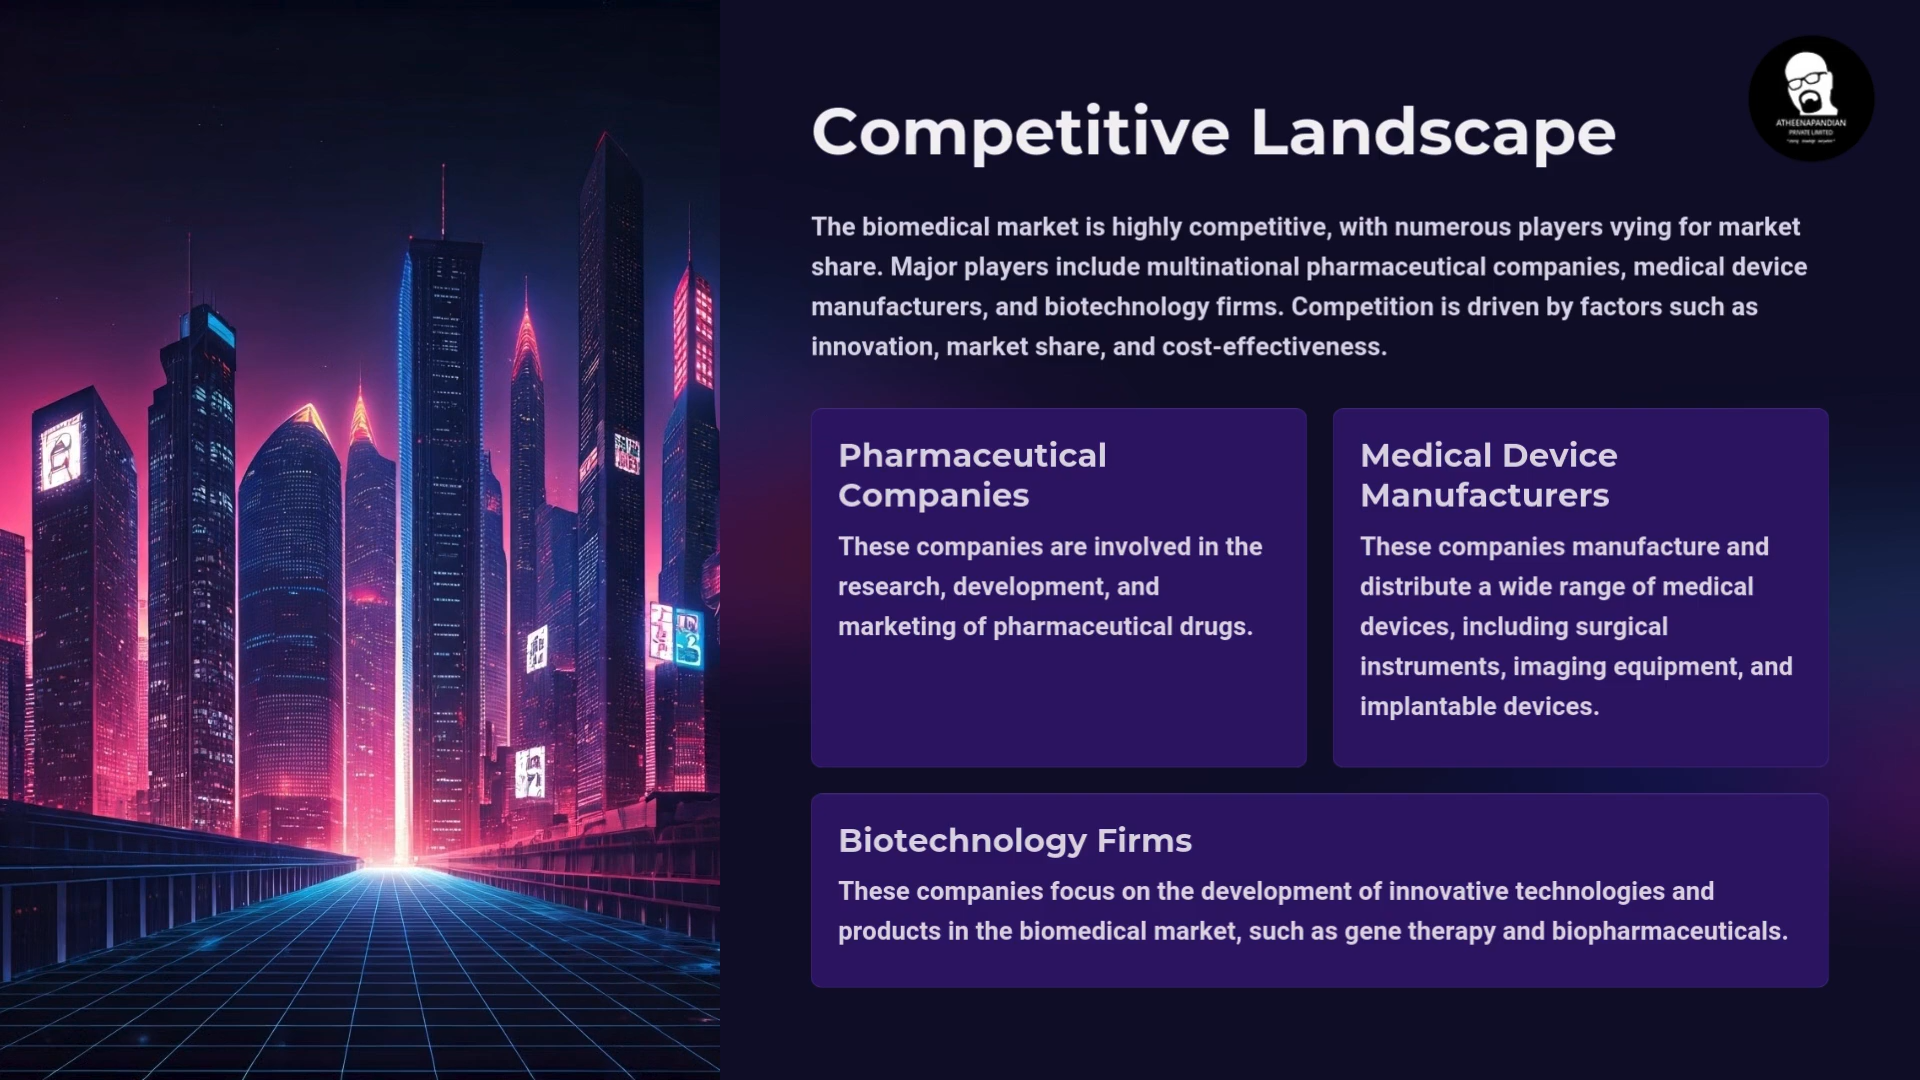 Competitive Landscape
ATHEENAPANDIAN
PRIVATE LIMITED
The biomedical market is highly competitive, with numerous players vying for market
share. Major players include multinational pharmaceutical companies, medical device
manufacturers, and biotechnology firms. Competition is driven by factors such as
innovation, market share, and cost-effectiveness.
Pharmaceutical
Companies
These companies are involved in the
research, development, and
marketing of pharmaceutical drugs.
Medical Device
Manufacturers
These companies manufacture and
distribute a wide range of medical
devices, including surgical
instruments, imaging equipment, and
implantable devices.
Biotechnology Firms
These companies focus on the development of innovative technologies and
products in the biomedical market, such as gene therapy and biopharmaceuticals.